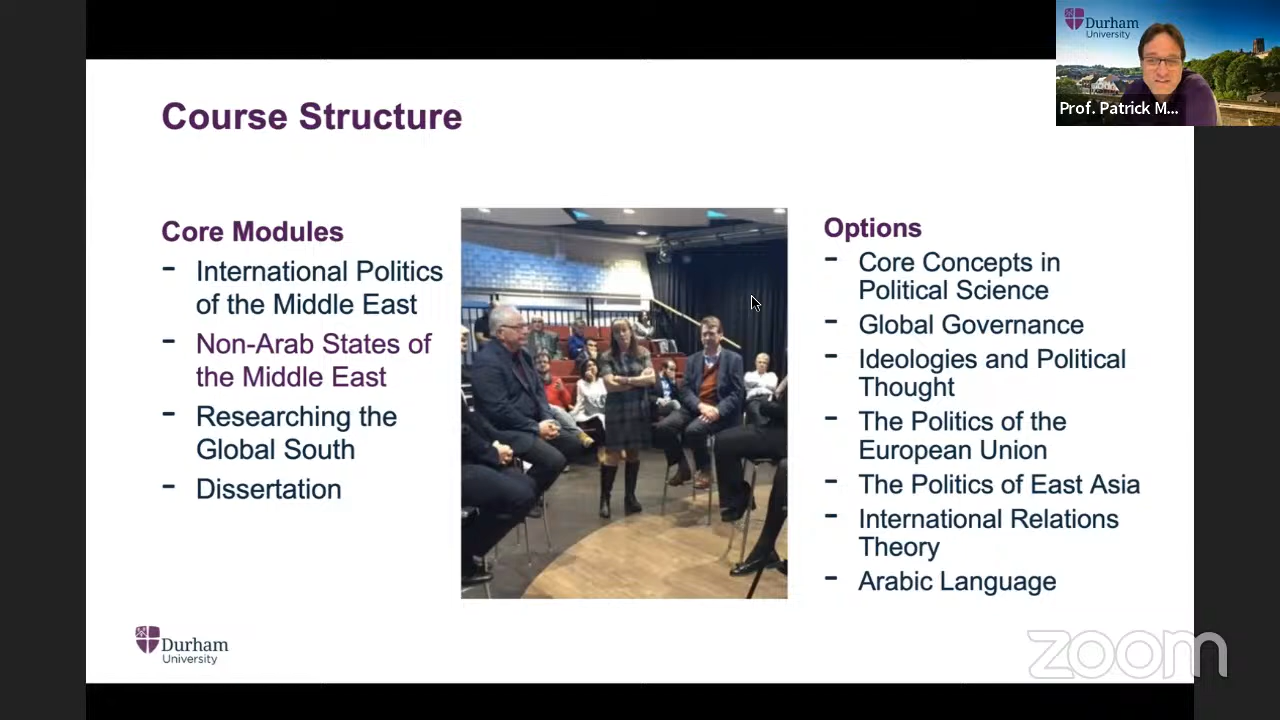 Durham
University
Prof. Patrick M...
Course Structure
Core Modules
- International Politics
of the Middle East
- Non-Arab States of
the Middle East
- Researching the
Global South
- Dissertation
Options
- Core Concepts in
Political Science
- Global Governance
- Ideologies and Political
Thought
- The Politics of the
European Union
- The Politics of East Asia
- International Relations
Theory
- Arabic Language
Durham
University
zoom